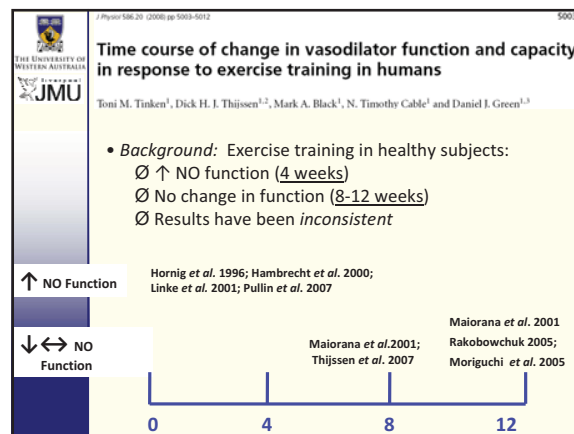 J Physiol 586.20 (2008) pp 5003–5012
5003
THE UNIVERSITY OF
WESTERN AUSTRALIA
Liverpool
JMU
Time course of change in vasodilator function and capacity
in response to exercise training in humans
Toni M. Tinken¹, Dick H. J. Thijssen¹,², Mark A. Black¹, N. Timothy Cable¹ and Daniel J. Green¹,³
• Background: Exercise training in healthy subjects:
Ø ↑ NO function (4 weeks)
Ø No change in function (8-12 weeks)
Ø Results have been inconsistent
↑ NO Function
Hornig et al. 1996; Hambrecht et al. 2000;
Linke et al. 2001; Pullin et al. 2007
↓↔ NO
Function
Maiorana et al.2001;
Thijssen et al. 2007
Maiorana et al. 2001
Rakobowchuk 2005;
Moriguchi et al. 2005
0 4 8 12